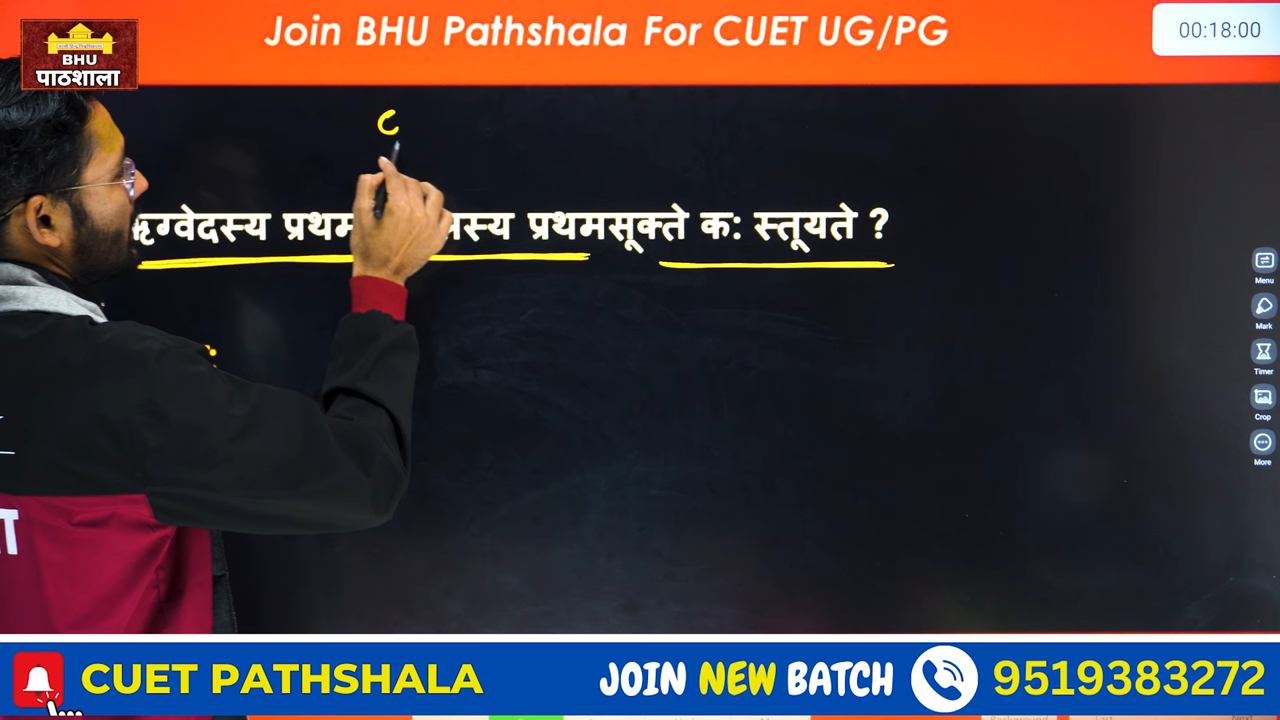 Join BHU Pathshala For CUET UG/PG
00:18:00
BHU
पाठशाला
ऋग्वेदस्य प्रथम स्य प्रथमसूक्ते क: स्तूयते ?
Menu
Mark
Timer
Crop
More
CUET PATHSHALA
JOIN NEW BATCH
9519383272